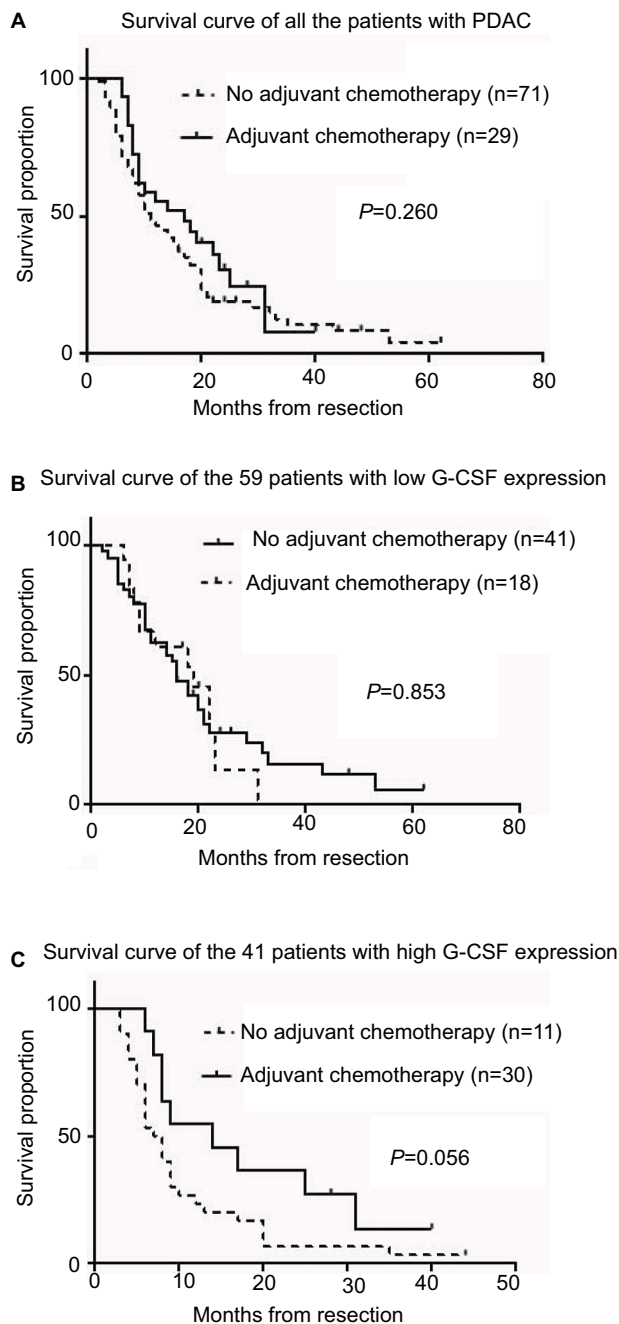 A Survival curve of all the patients with PDAC
100
50
0
Survival proportion
No adjuvant chemotherapy (n=71)
Adjuvant chemotherapy (n=29)
P=0.260
0 20 40 60 80
Months from resection
B Survival curve of the 59 patients with low G-CSF expression
100
50
0
Survival proportion
No adjuvant chemotherapy (n=41)
Adjuvant chemotherapy (n=18)
P=0.853
0 20 40 60 80
Months from resection
C Survival curve of the 41 patients with high G-CSF expression
100
50
0
Survival proportion
No adjuvant chemotherapy (n=11)
Adjuvant chemotherapy (n=30)
P=0.056
0 10 20 30 40 50
Months from resection